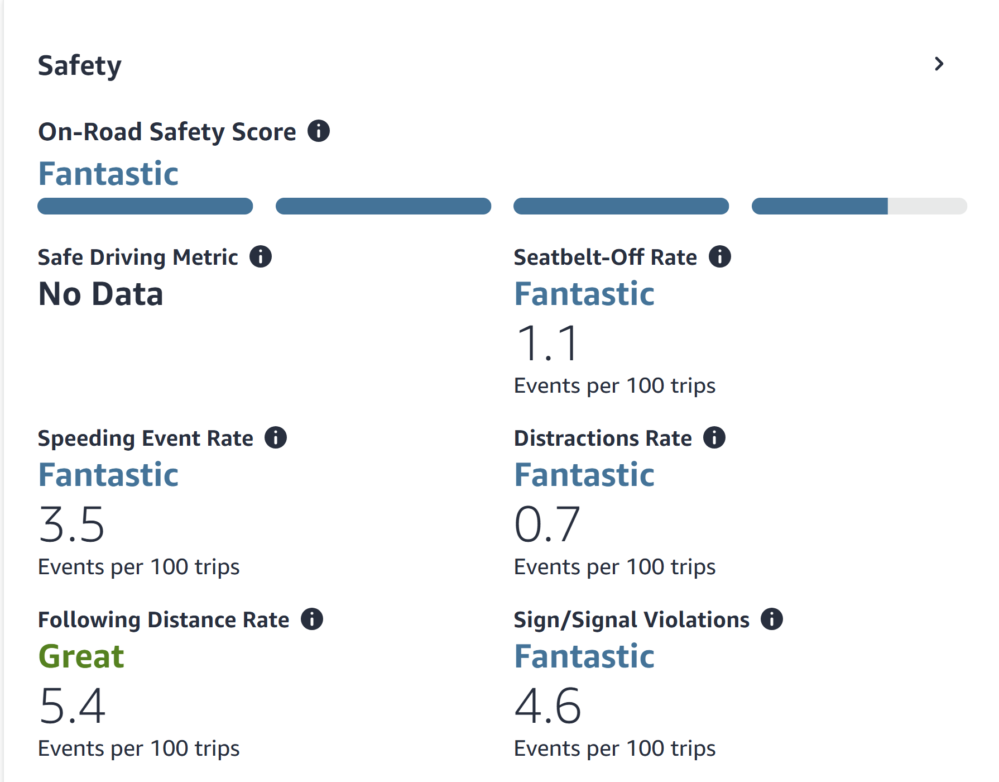 Safety
On-Road Safety Score
Fantastic
Safe Driving Metric
No Data
Seatbelt-Off Rate
Fantastic
1.1
Events per 100 trips
Speeding Event Rate
Fantastic
3.5
Events per 100 trips
Distractions Rate
Fantastic
0.7
Events per 100 trips
Following Distance Rate
Great
5.4
Events per 100 trips
Sign/Signal Violations
Fantastic
4.6
Events per 100 trips